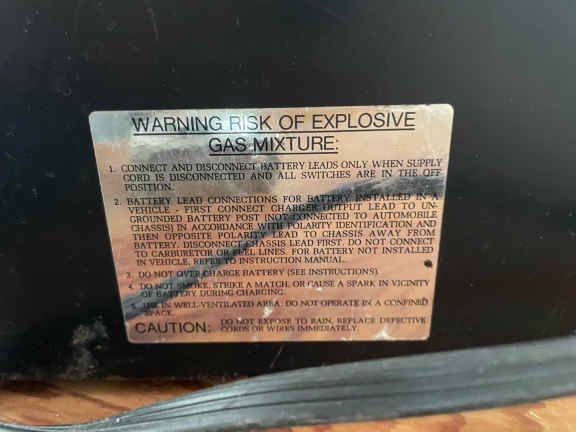 WARNING RISK OF EXPLOSIVE
GAS MIXTURE:
1. CONNECT AND DISCONNECT BATTERY LEADS ONLY WHEN SUPPLY
CORD IS DISCONNECTED AND ALL SWITCHES ARE IN THE OFF
POSITION.
2. BATTERY LEAD CONNECTIONS FOR BATTERY INSTALLED IN A
VEHICLE - FIRST CONNECT CHARGER OUTPUT LEAD TO UN-
GROUNDED BATTERY POST (NOT CONNECTED TO AUTOMOBILE
CHASSIS) IN ACCORDANCE WITH POLARITY IDENTIFICATION AND
THEN OPPOSITE POLARITY LEAD TO CHASSIS AWAY FROM
BATTERY. DISCONNECT CHASSIS LEAD FIRST. DO NOT CONNECT
TO CARBURETOR OR FUEL LINES. FOR BATTERY NOT INSTALLED
IN VEHICLE, REFER TO INSTRUCTION MANUAL.
3. DO NOT OVER CHARGE BATTERY (SEE INSTRUCTIONS).
4. DO NOT SMOKE, STRIKE A MATCH, OR CAUSE A SPARK IN VICINITY
OF BATTERY DURING CHARGING.
5. USE IN WELL-VENTILATED AREA. DO NOT OPERATE IN A CONFINED
SPACE.
CAUTION: DO NOT EXPOSE TO RAIN. REPLACE DEFECTIVE
CORDS OR WIRES IMMEDIATELY.